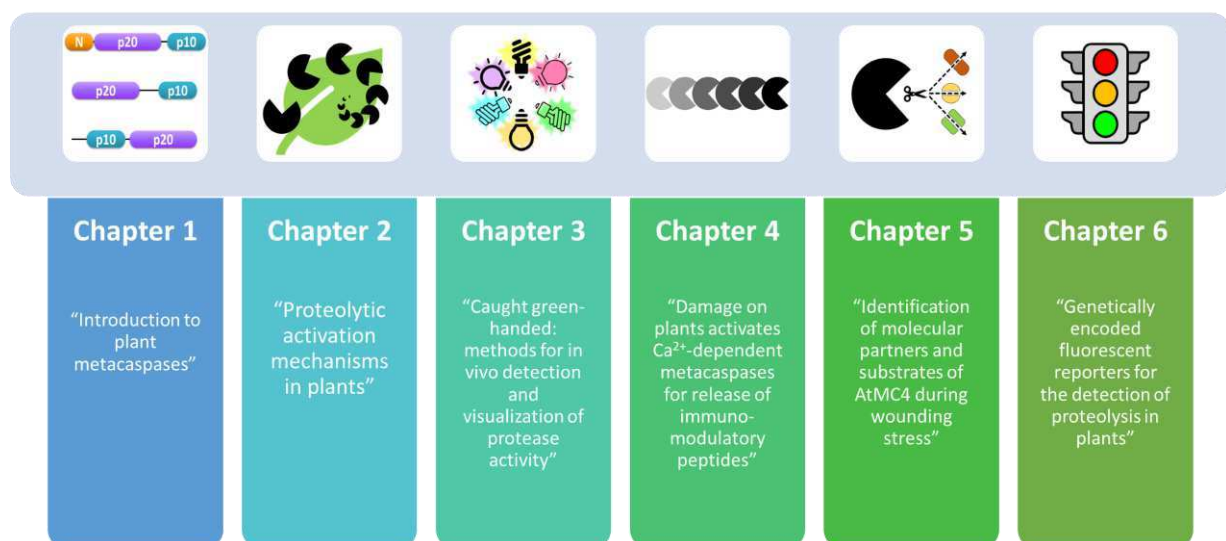 N p20 p10
p20 p10
p10 p20
Chapter 1
“Introduction to
plant
metacaspases”
Chapter 2
“Proteolytic
activation
mechanisms
in plants”
Chapter 3
“Caught green-
handed:
methods for in
vivo detection
and
visualization of
protease
activity”
Chapter 4
“Damage on
plants activates
Ca²⁺-dependent
metacaspases
for release of
immuno-
modulatory
peptides”
Chapter 5
“Identification
of molecular
partners and
substrates of
AtMC4 during
wounding
stress”
Chapter 6
“Genetically
encoded
fluorescent
reporters for
the detection of
proteolysis in
plants”